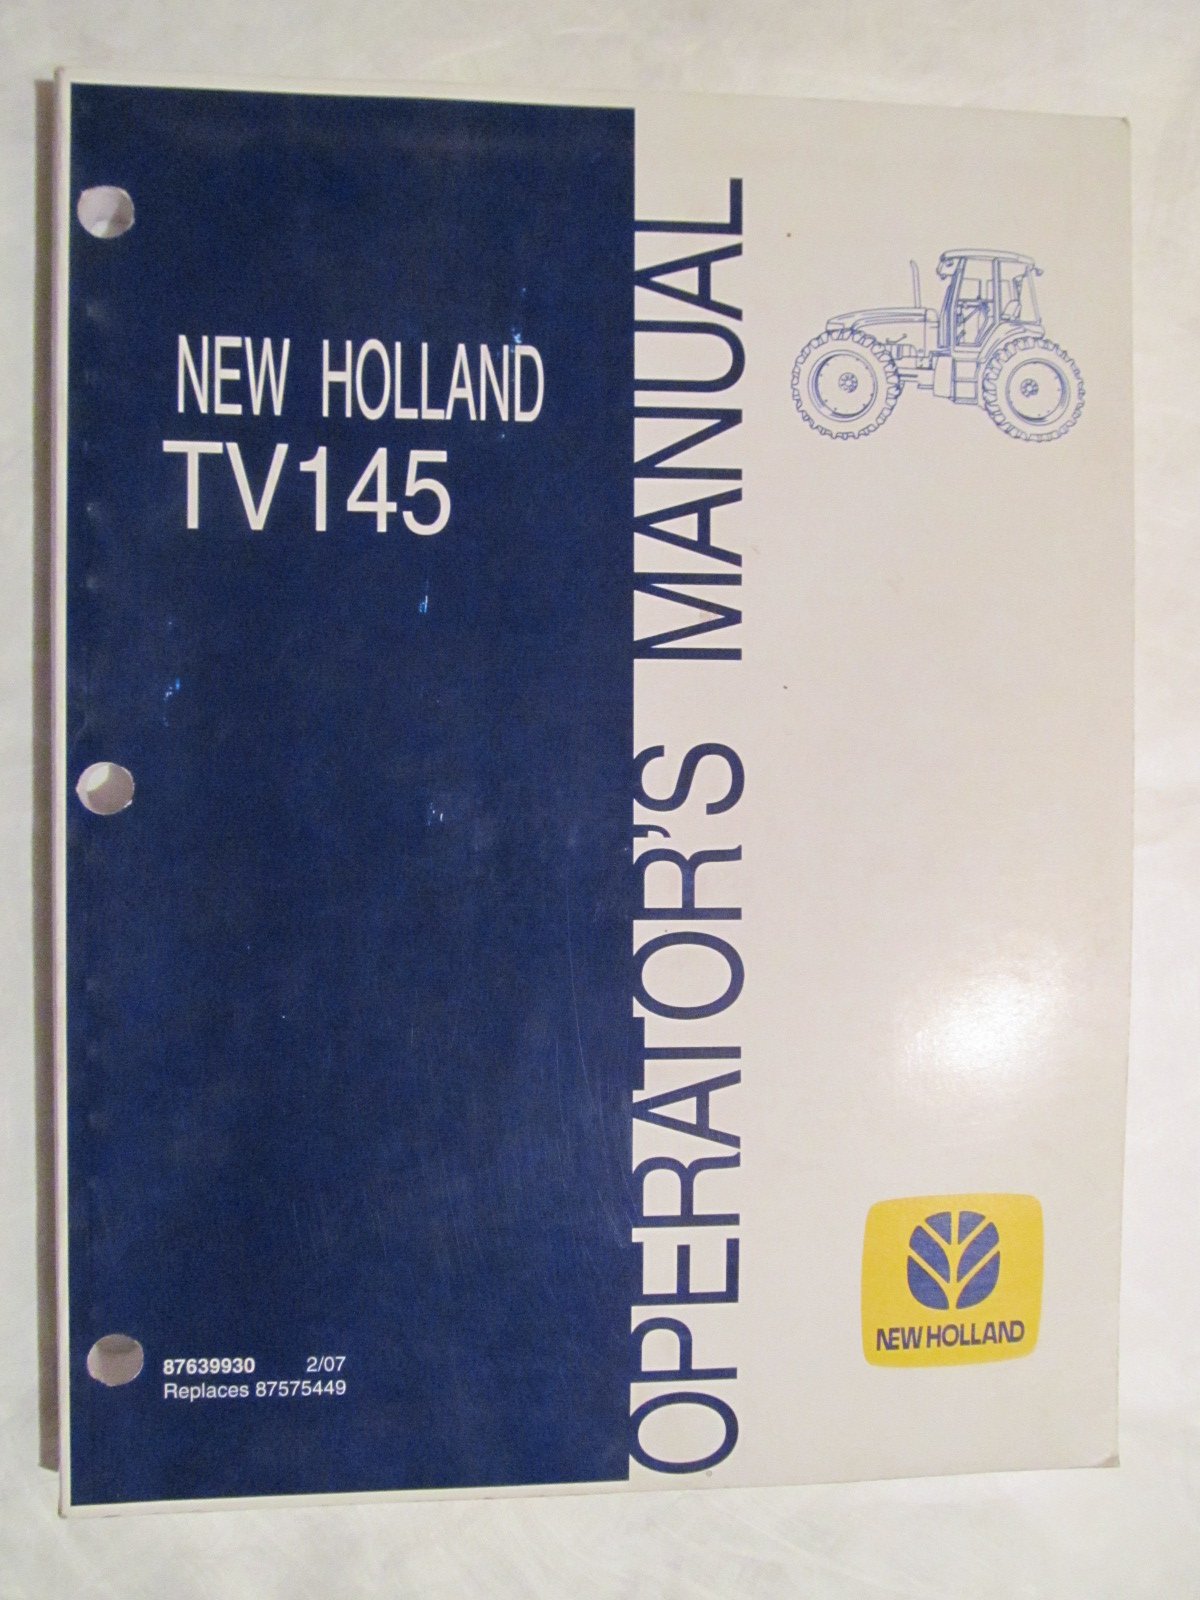 NEW HOLLAND
TV145
OPERATOR'S MANUAL
NEW HOLLAND
87639930 2/07
Replaces 87575449